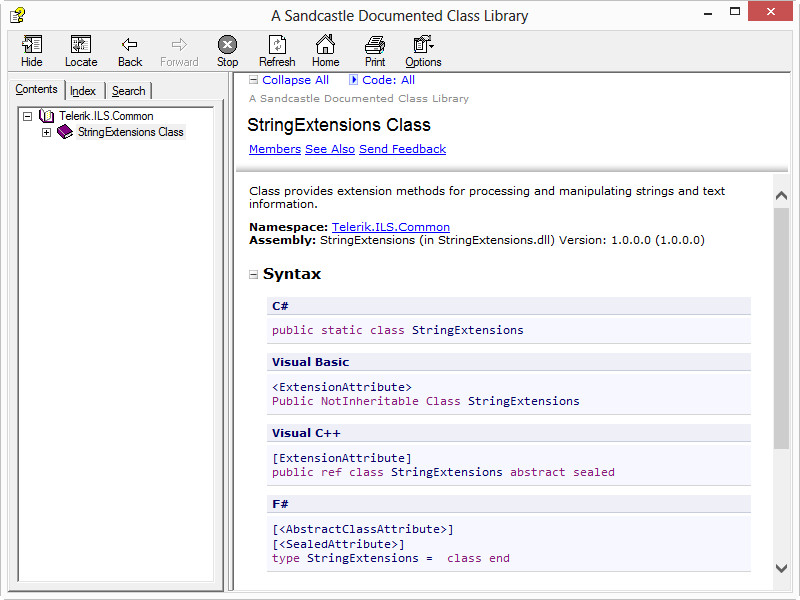 A Sandcastle Documented Class Library
Hide Locate Back Forward Stop Refresh Home Print Options
Contents Index Search
Telerik.ILS.Common
StringExtensions Class
Collapse All Code: All
A Sandcastle Documented Class Library
StringExtensions Class
Members See Also Send Feedback
Class provides extension methods for processing and manipulating strings and text
information.
Namespace: Telerik.ILS.Common
Assembly: StringExtensions (in StringExtensions.dll) Version: 1.0.0.0 (1.0.0.0)
Syntax
C#
public static class StringExtensions
Visual Basic
<ExtensionAttribute>
Public NotInheritable Class StringExtensions
Visual C++
[ExtensionAttribute]
public ref class StringExtensions abstract sealed
F#
[<AbstractClassAttribute>]
[<SealedAttribute>]
type StringExtensions =  class end